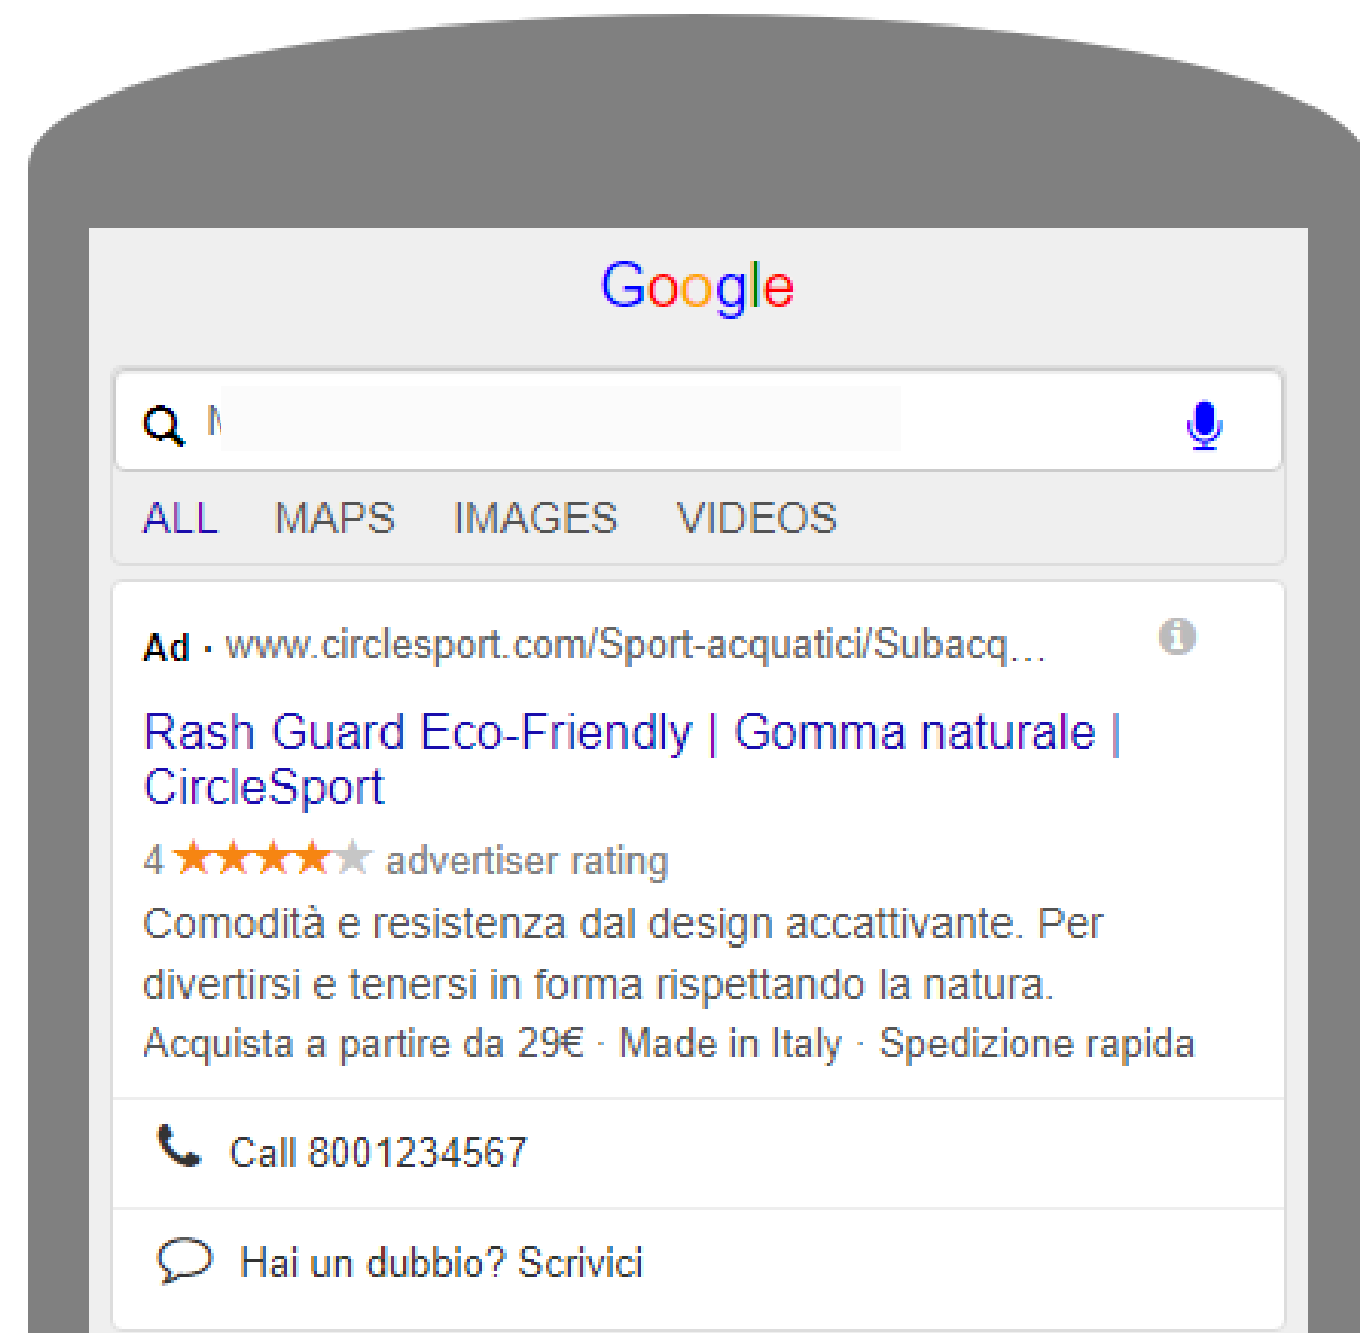 Google
ALL MAPS IMAGES VIDEOS
Ad · www.circlesport.com/Sport-acquatici/Subacq...
Rash Guard Eco-Friendly | Gomma naturale |
CircleSport
4 ★★★★★ advertiser rating
Comodità e resistenza dal design accattivante. Per
divertirsi e tenersi in forma rispettando la natura.
Acquista a partire da 29€ · Made in Italy · Spedizione rapida
Call 8001234567
Hai un dubbio? Scrivici